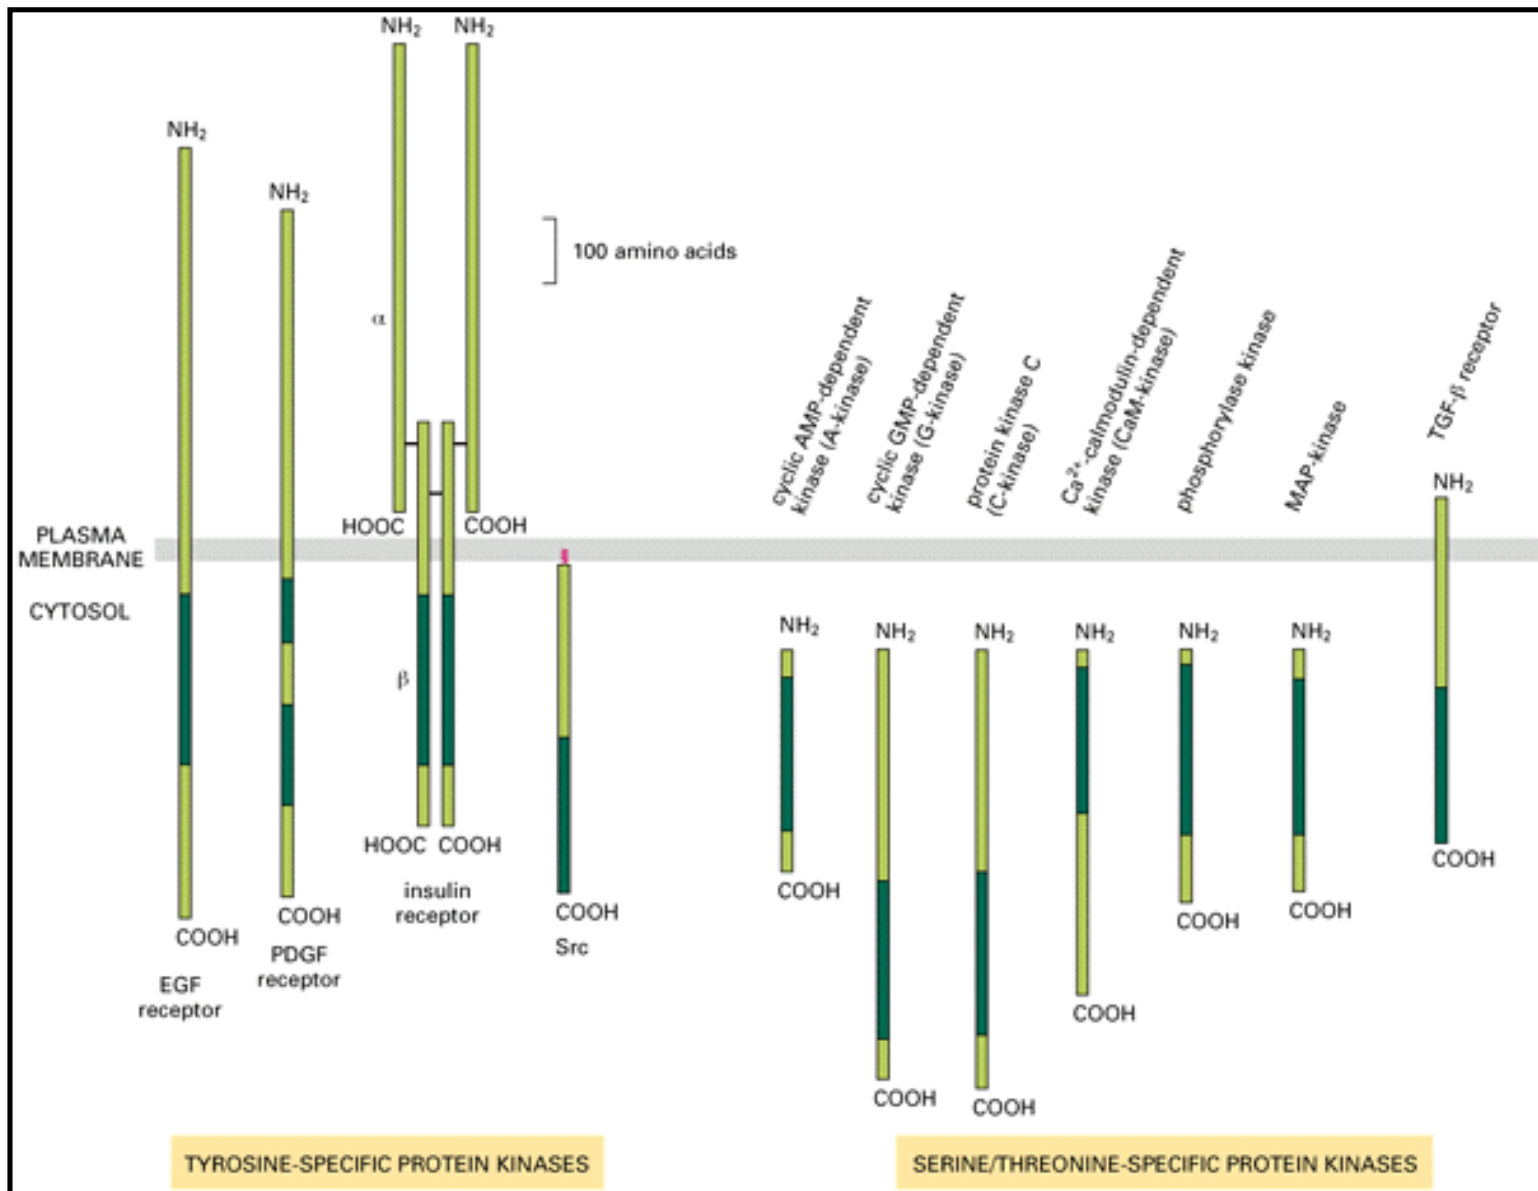 NH₂ NH₂
NH₂
NH₂
100 amino acids
α
HOOC COOH
PLASMA
MEMBRANE
CYTOSOL
β
HOOC COOH
insulin
receptor
COOH
Src
COOH
PDGF
receptor
COOH
EGF
receptor
cyclic AMP-dependent
kinase (A-kinase)
cyclic GMP-dependent
kinase (G-kinase)
protein kinase C
(C-kinase)
Ca²⁺-calmodulin-dependent
kinase (CaM-kinase)
phosphorylase kinase
MAP-kinase
TGF-β receptor
NH₂
NH₂
NH₂
NH₂
NH₂
NH₂
NH₂
COOH
COOH
COOH
COOH
COOH
COOH
COOH
TYROSINE-SPECIFIC PROTEIN KINASES
SERINE/THREONINE-SPECIFIC PROTEIN KINASES